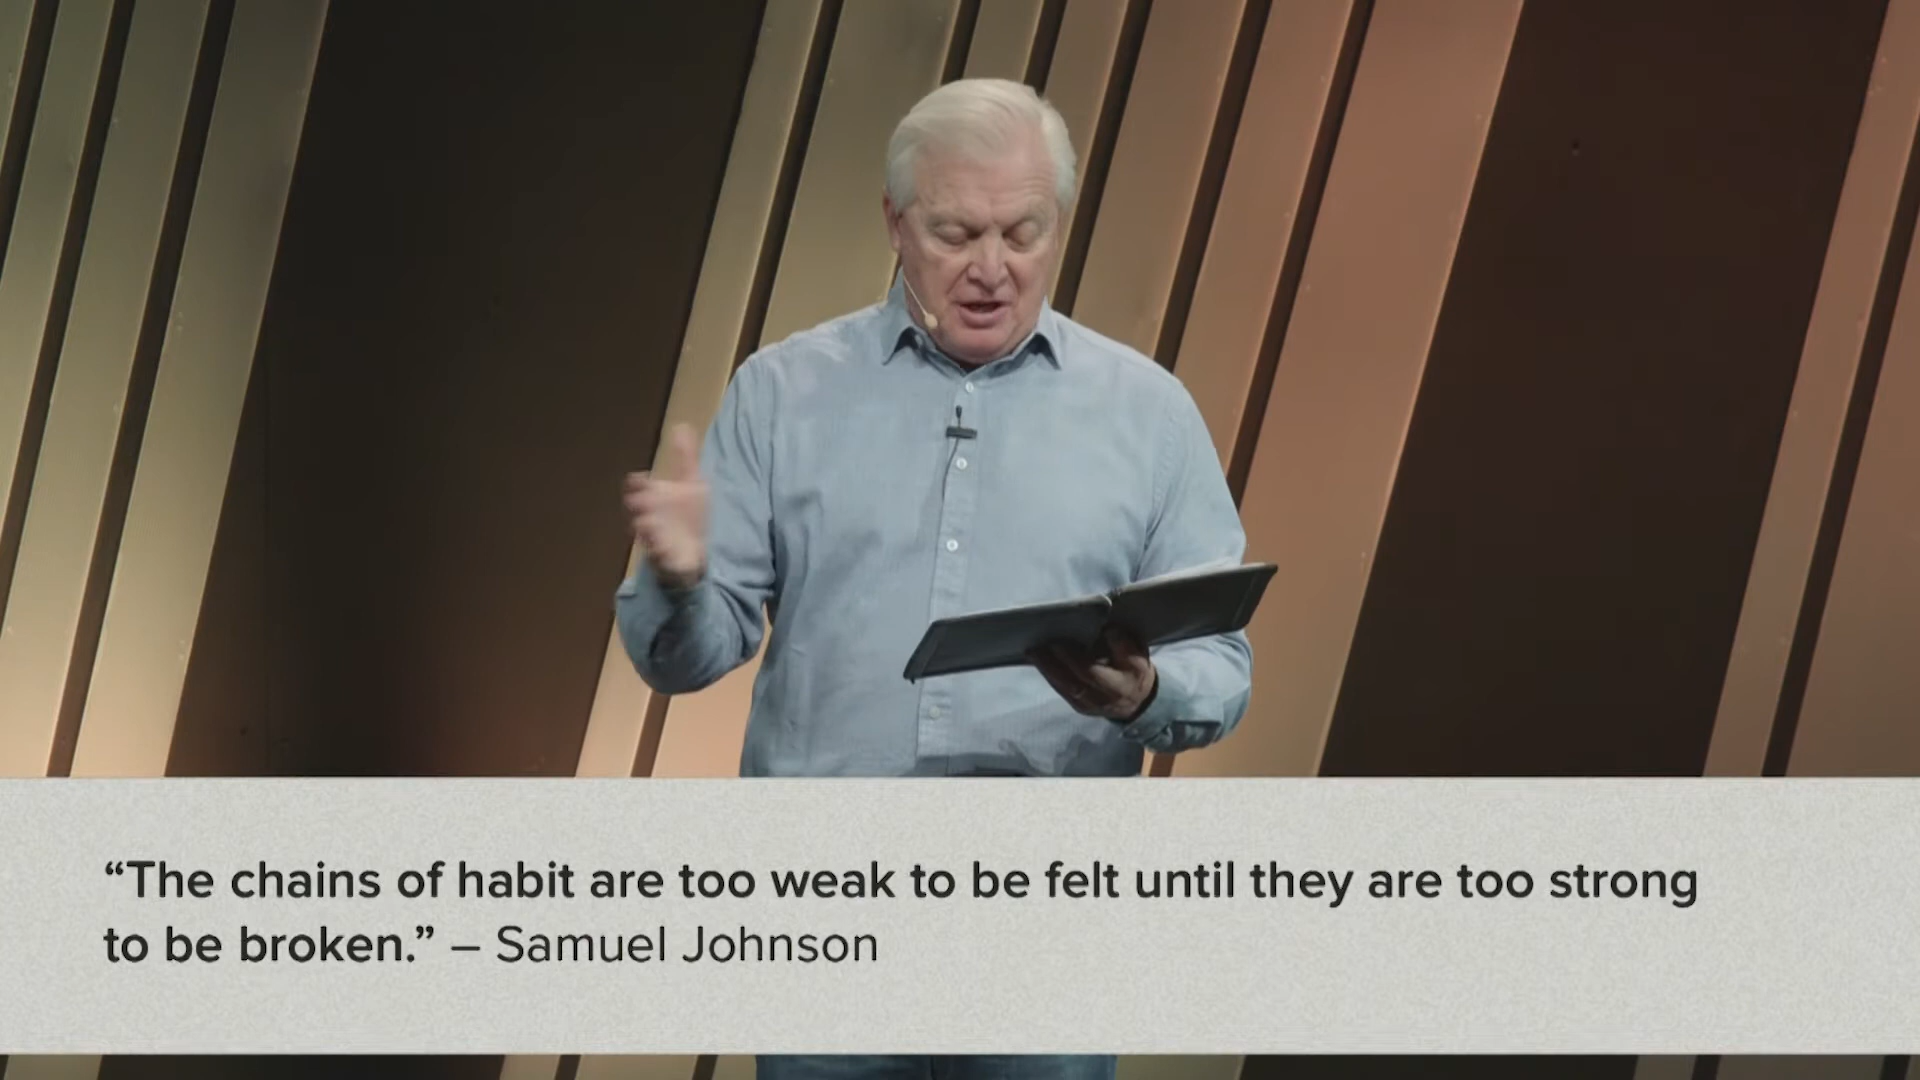 “The chains of habit are too weak to be felt until they are too strong
to be broken.” – Samuel Johnson